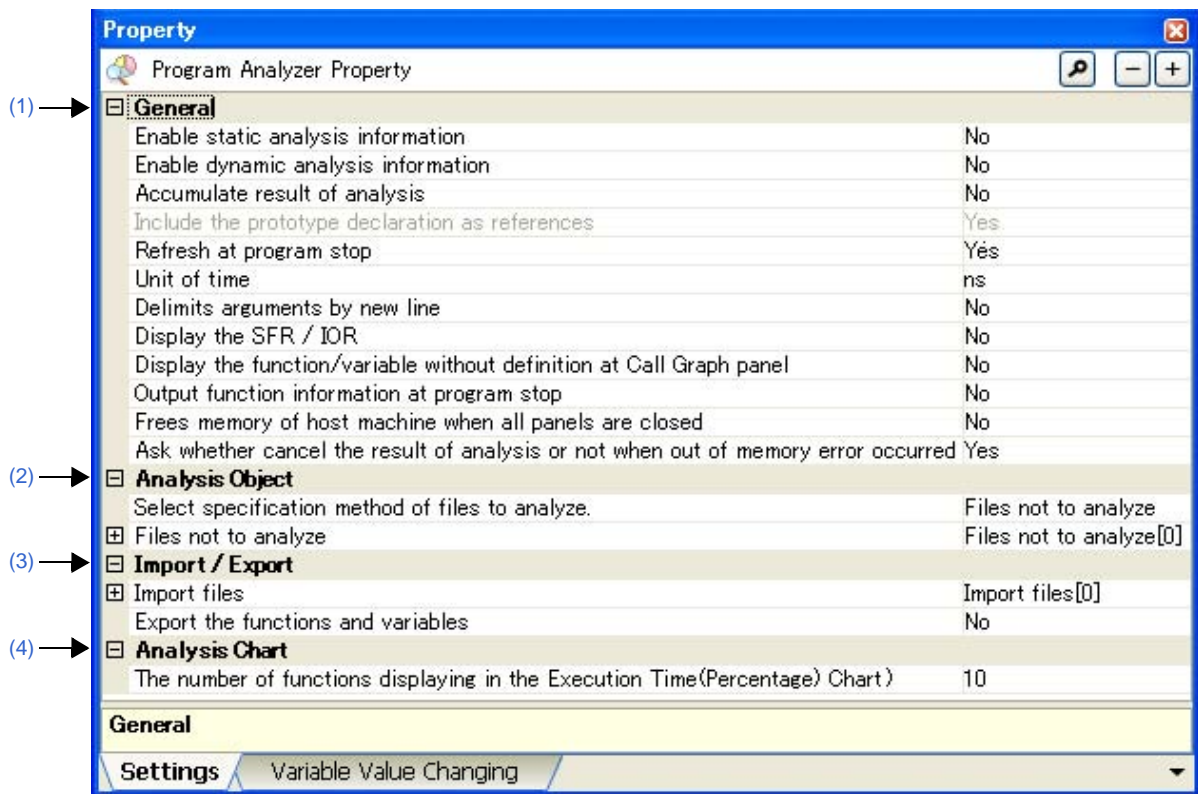 Property
Program Analyzer Property
(1) General
Enable static analysis information No
Enable dynamic analysis information No
Accumulate result of analysis No
Include the prototype declaration as references Yes
Refresh at program stop Yes
Unit of time ns
Delimits arguments by new line No
Display the SFR / IOR No
Display the function/variable without definition at Call Graph panel No
Output function information at program stop No
Frees memory of host machine when all panels are closed No
Ask whether cancel the result of analysis or not when out of memory error occurred Yes
(2) Analysis Object
Select specification method of files to analyze. Files not to analyze
Files not to analyze Files not to analyze[0]
(3) Import / Export
Import files Import files[0]
Export the functions and variables No
(4) Analysis Chart
The number of functions displaying in the Execution Time(Percentage) Chart) 10
General
Settings Variable Value Changing